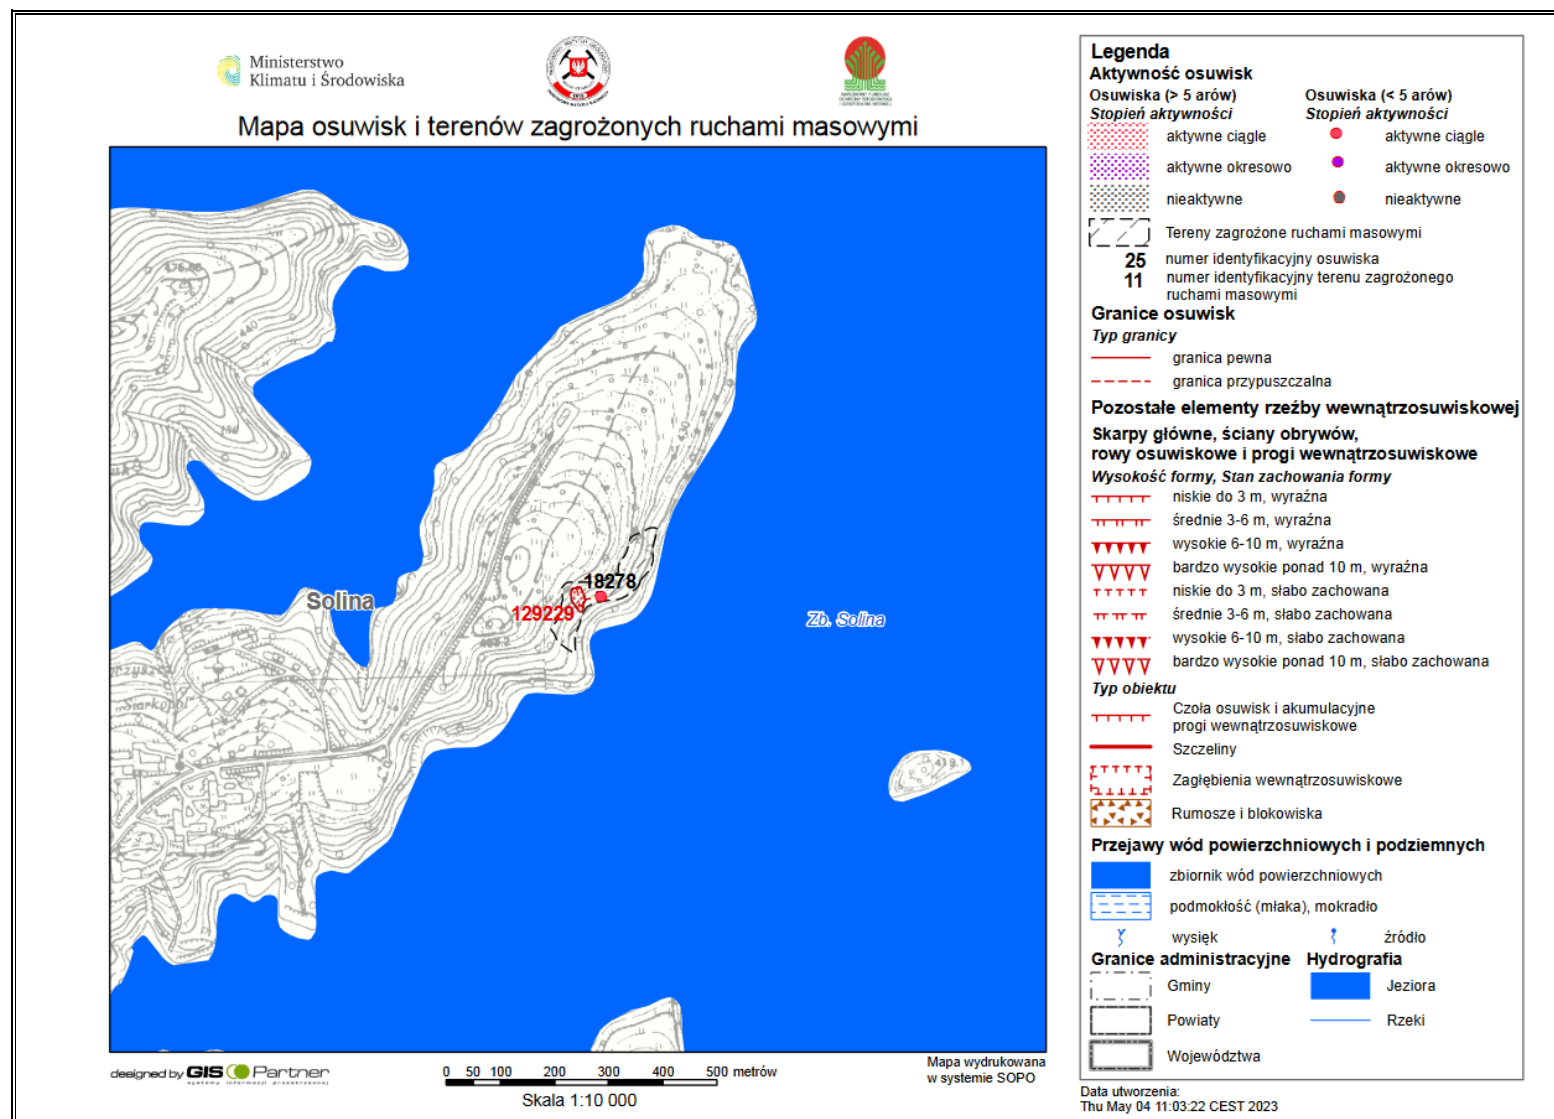 Ministerstwo
Klimatu i Środowiska
Mapa osuwisk i terenów zagrożonych ruchami masowymi
476.68
440
430
Solina
18278
129229
Zb. Solina
"Siarkopol"
designed by GIS Partner
systemy informacji przestrzennej
0 50 100 200 300 400 500 metrów
Skala 1:10 000
Mapa wydrukowana
w systemie SOPO
Legenda
Aktywność osuwisk
Osuwiska (> 5 arów) Osuwiska (< 5 arów)
Stopień aktywności Stopień aktywności
aktywne ciągle aktywne ciągle
aktywne okresowo aktywne okresowo
nieaktywne nieaktywne
Tereny zagrożone ruchami masowymi
25 numer identyfikacyjny osuwiska
11 numer identyfikacyjny terenu zagrożonego
ruchami masowymi
Granice osuwisk
Typ granicy
granica pewna
granica przypuszczalna
Pozostałe elementy rzeźby wewnątrzosuwiskowej
Skarpy główne, ściany obrywów,
rowy osuwiskowe i progi wewnątrzosuwiskowe
Wysokość formy, Stan zachowania formy
niskie do 3 m, wyraźna
średnie 3-6 m, wyraźna
wysokie 6-10 m, wyraźna
bardzo wysokie ponad 10 m, wyraźna
niskie do 3 m, słabo zachowana
średnie 3-6 m, słabo zachowana
wysokie 6-10 m, słabo zachowana
bardzo wysokie ponad 10 m, słabo zachowana
Typ obiektu
Czoła osuwisk i akumulacyjne
progi wewnątrzosuwiskowe
Szczeliny
Zagłębienia wewnątrzosuwiskowe
Rumosze i blokowiska
Przejawy wód powierzchniowych i podziemnych
zbiornik wód powierzchniowych
podmokłość (młaka), mokradło
wysięk źródło
Granice administracyjne Hydrografia
Gminy Jeziora
Powiaty Rzeki
Województwa
Data utworzenia:
Thu May 04 11:03:22 CEST 2023